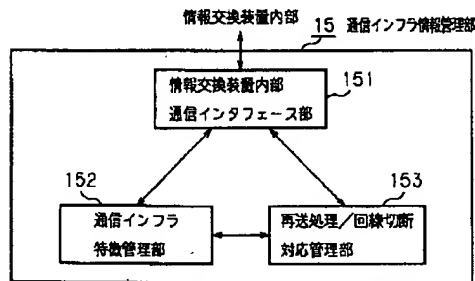 情報交換装置内部
15 通信インフラ情報管理部
情報交換装置内部
通信インタフェース部
151
152
通信インフラ
特徴管理部
153
再送処理/回線切断
対応管理部